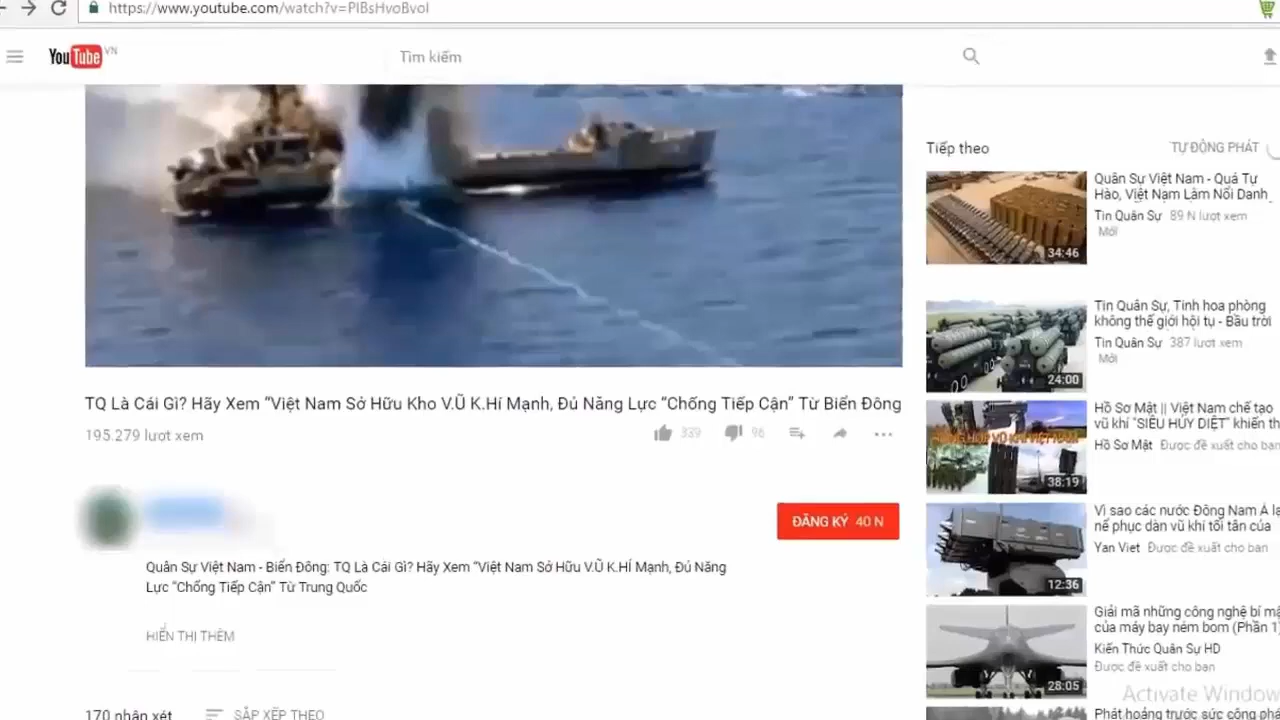 https://www.youtube.com/watch?v=PlBsHvoBvoI
YouTube VN
Tìm kiếm
TQ Là Cái Gì? Hãy Xem “Việt Nam Sở Hữu Kho V.Ũ K.Hí Mạnh, Đủ Năng Lực “Chống Tiếp Cận” Từ Biển Đông
195.279 lượt xem
339
96
ĐĂNG KÝ 40 N
Quân Sự Việt Nam - Biển Đông: TQ Là Cái Gì? Hãy Xem “Việt Nam Sở Hữu V.Ũ K.HÍ Mạnh, Đủ Năng
Lực “Chống Tiếp Cận” Từ Trung Quốc
HIỂN THỊ THÊM
170 nhận xét
SẮP XẾP THEO
Tiếp theo
TỰ ĐỘNG PHÁT
34:46
Quân Sự Việt Nam - Quá Tự
Hào, Việt Nam Làm Nổi Danh
Tin Quân Sự 89 N lượt xem
Mới
24:00
Tin Quân Sự, Tinh hoa phòng
không thế giới hội tụ - Bầu trời
Tin Quân Sự 387 lượt xem
Mới
38:19
Hồ Sơ Mật || Việt Nam chế tạo
vũ khí "SIÊU HỦY DIỆT" khiến
Hồ Sơ Mật Được đề xuất cho bạn
12:36
Vì sao các nước Đông Nam Á
nể phục dàn vũ khí tối tân của
Yan Viet Được đề xuất cho bạn
28:05
Giải mã những công nghệ bí
của máy bay ném bom (Phần 1)
Kiến Thức Quân Sự HD
Được đề xuất cho bạn
Phát hoảng trước sức công
Activate Window